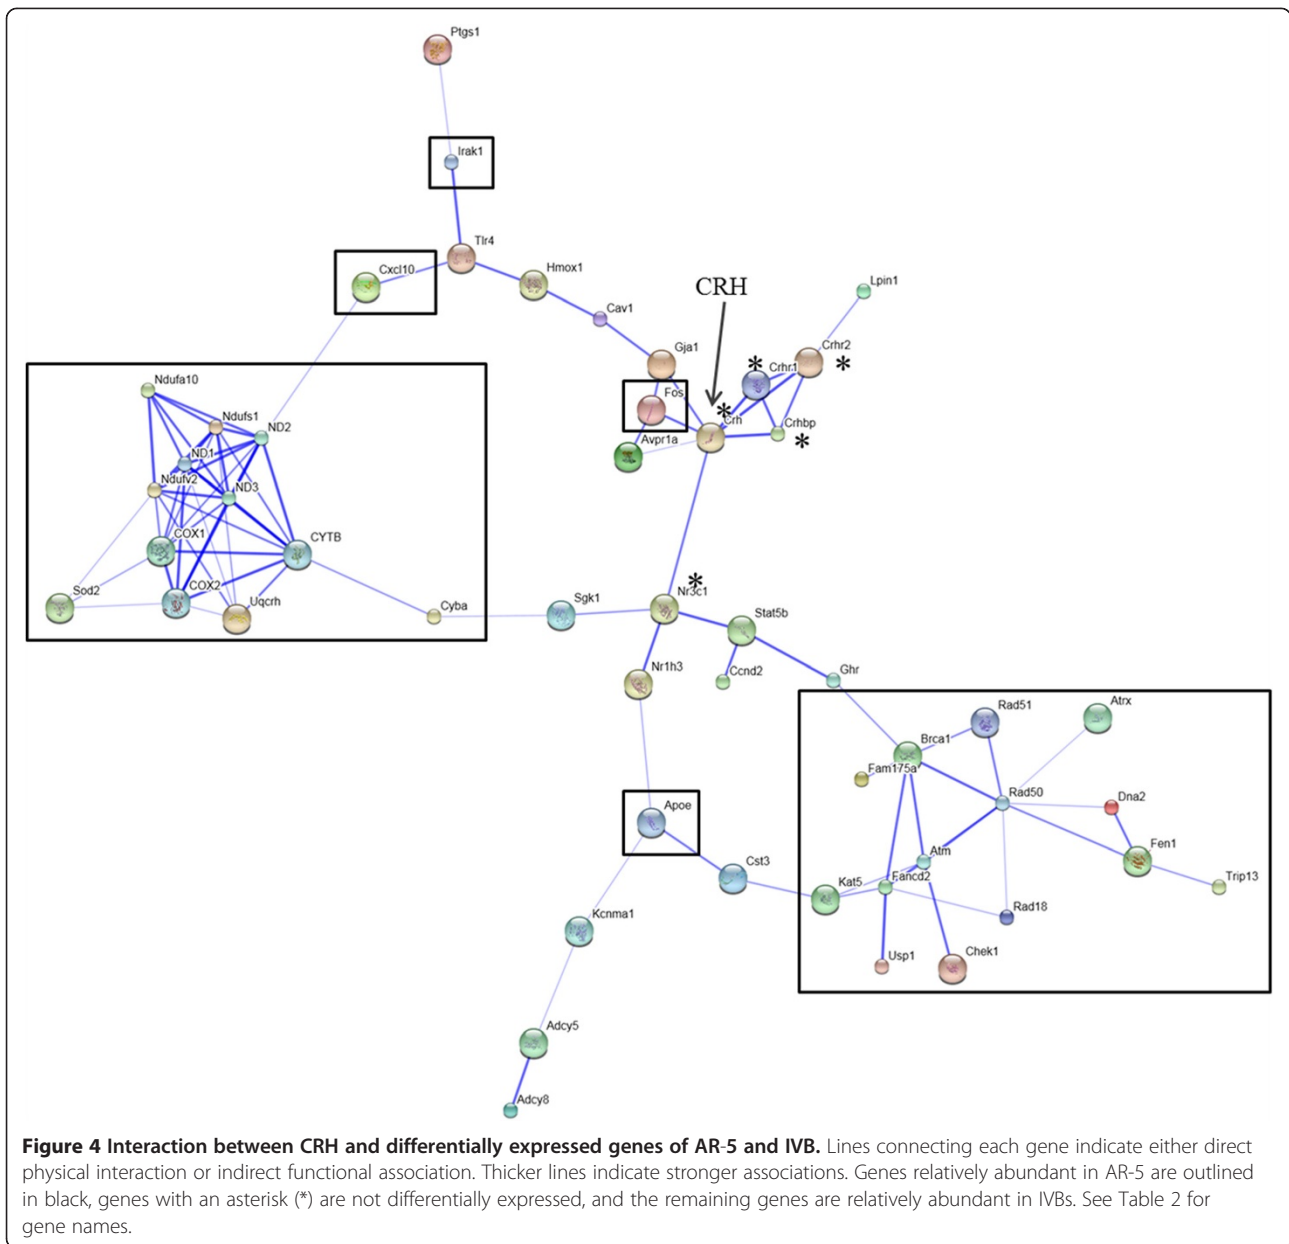 Ptgs1
Irak1
Tlr4
Cxcl10
Hmox1
Cav1
CRH
Lpin1
Gja1
Crhr2
*
Crhr1
*
Fos
*
Crh
Crhbp
*
Avpr1a
Ndufa10
Ndufs1
ND2
ND1
Ndufv2
ND3
COX1
CYTB
COX2
Sod2
Uqcrh
Cyba
Sgk1
*
Nr3c1
Stat5b
Nr1h3
Ccnd2
Ghr
Rad51
Atrx
Brca1
Fam175a
Rad50
Dna2
Apoe
Fen1
Atm
Cst3
Kat5
Fancd2
Trip13
Rad18
Kcnma1
Usp1
Chek1
Adcy5
Adcy8
Figure 4 Interaction between CRH and differentially expressed genes of AR-5 and IVB. Lines connecting each gene indicate either direct
physical interaction or indirect functional association. Thicker lines indicate stronger associations. Genes relatively abundant in AR-5 are outlined
in black, genes with an asterisk (*) are not differentially expressed, and the remaining genes are relatively abundant in IVBs. See Table 2 for
gene names.